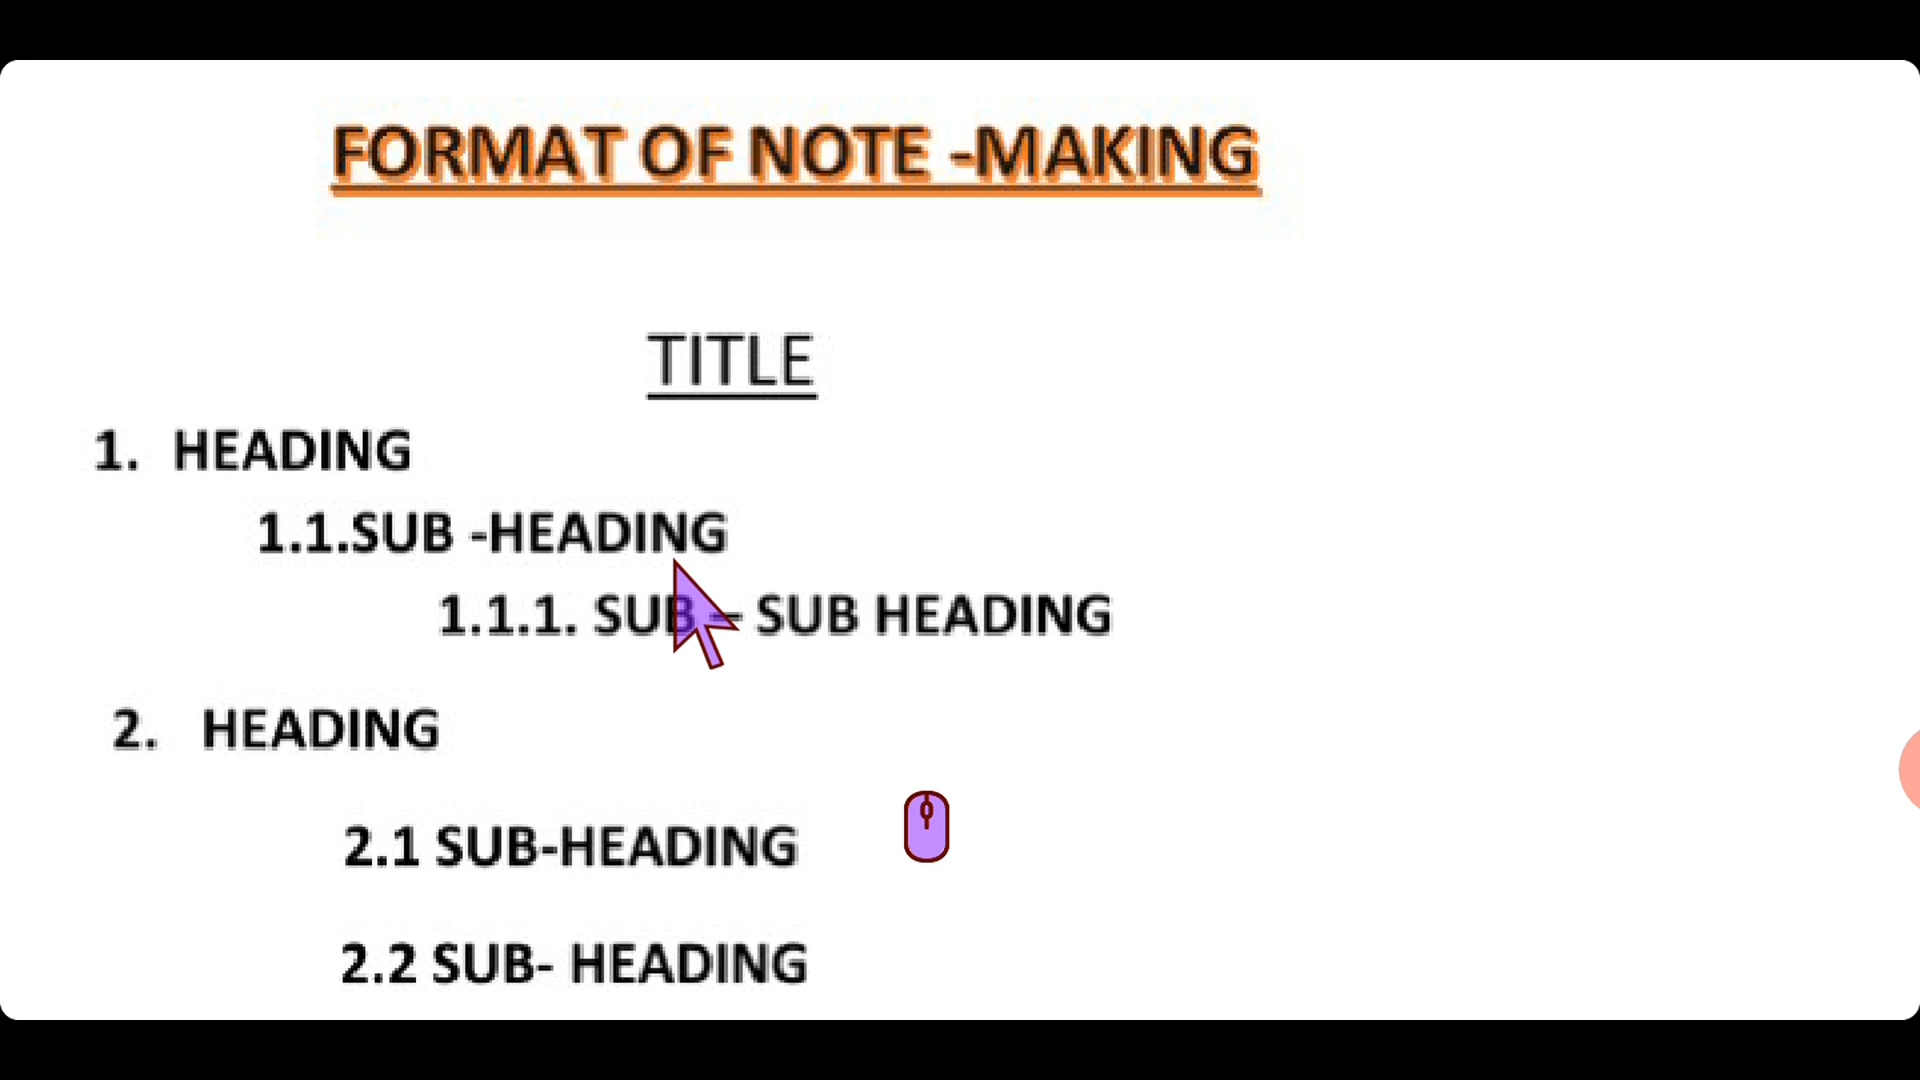 FORMAT OF NOTE -MAKING
TITLE
1. HEADING
1.1.SUB -HEADING
1.1.1. SUB – SUB HEADING
2. HEADING
2.1 SUB-HEADING
2.2 SUB- HEADING